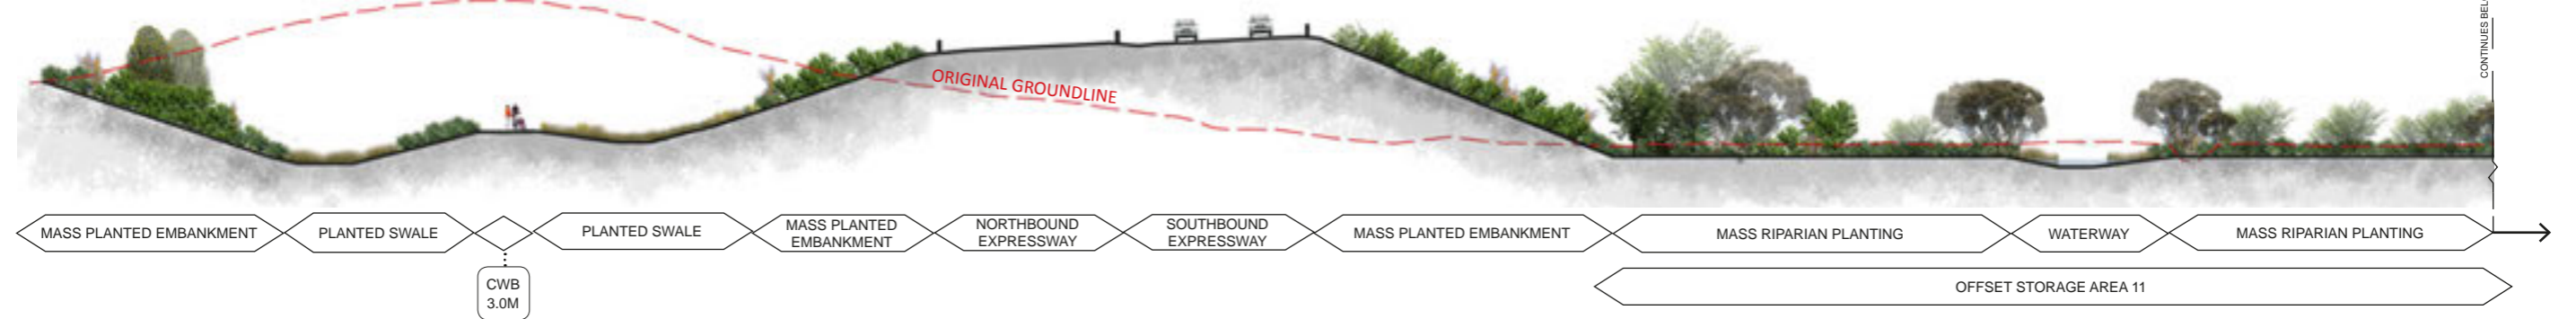 CONTINUES
ORIGINAL GROUNDLINE
MASS PLANTED EMBANKMENT
PLANTED SWALE
PLANTED SWALE
MASS PLANTED
EMBANKMENT
NORTHBOUND
EXPRESSWAY
SOUTHBOUND
EXPRESSWAY
MASS PLANTED EMBANKMENT
MASS RIPARIAN PLANTING
WATERWAY
MASS RIPARIAN PLANTING
CWB
3.0M
OFFSET STORAGE AREA 11